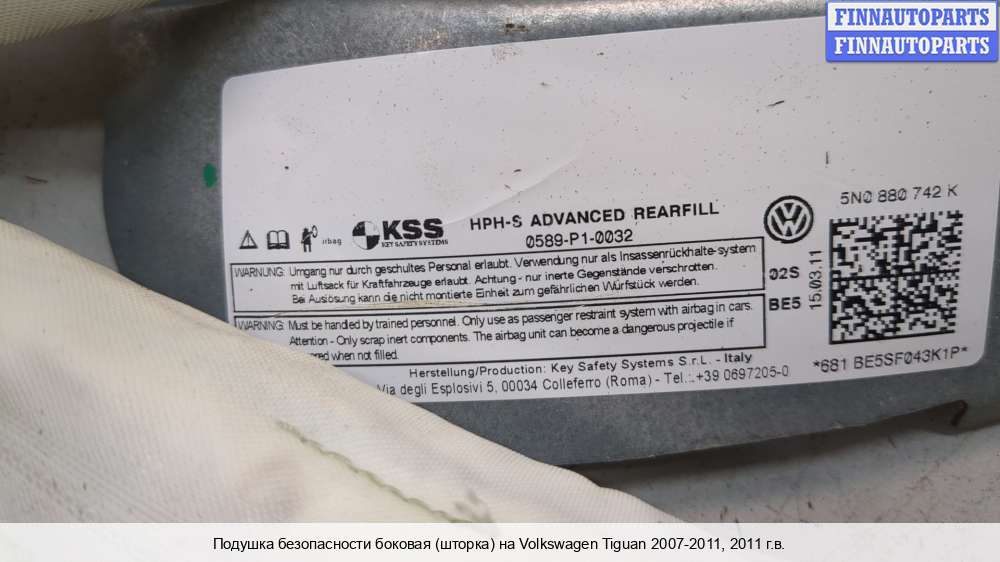 FINNAUTOPARTS
FINNAUTOPARTS
5N0 880 742 K
KSS
KEY SAFETY SYSTEMS
airbag
HPH-S ADVANCED REARFILL
0589-P1-0032
WARNUNG: Umgang nur durch geschultes Personal erlaubt. Verwendung nur als Insassenrückhalte-system
mit Luftsack für Kraftfahrzeuge erlaubt. Achtung - nur inerte Gegenstände verschrotten.
Bei Auslösung kann die nicht montierte Einheit zum gefährlichen Wurfstück werden.
02S
BE5
15.03.11
WARNING: Must be handled by trained personnel. Only use as passenger restraint system with airbag in cars.
Attention - Only scrap inert components. The airbag unit can become a dangerous projectile if
when not filled.
Herstellung/Production: Key Safety Systems S.r.L. - Italy
Via degli Esplosivi 5, 00034 Colleferro (Roma) - Tel.:.+39 0697205-0
*681 BE5SF043K1P*
Подушка безопасности боковая (шторка) на Volkswagen Tiguan 2007-2011, 2011 г.в.